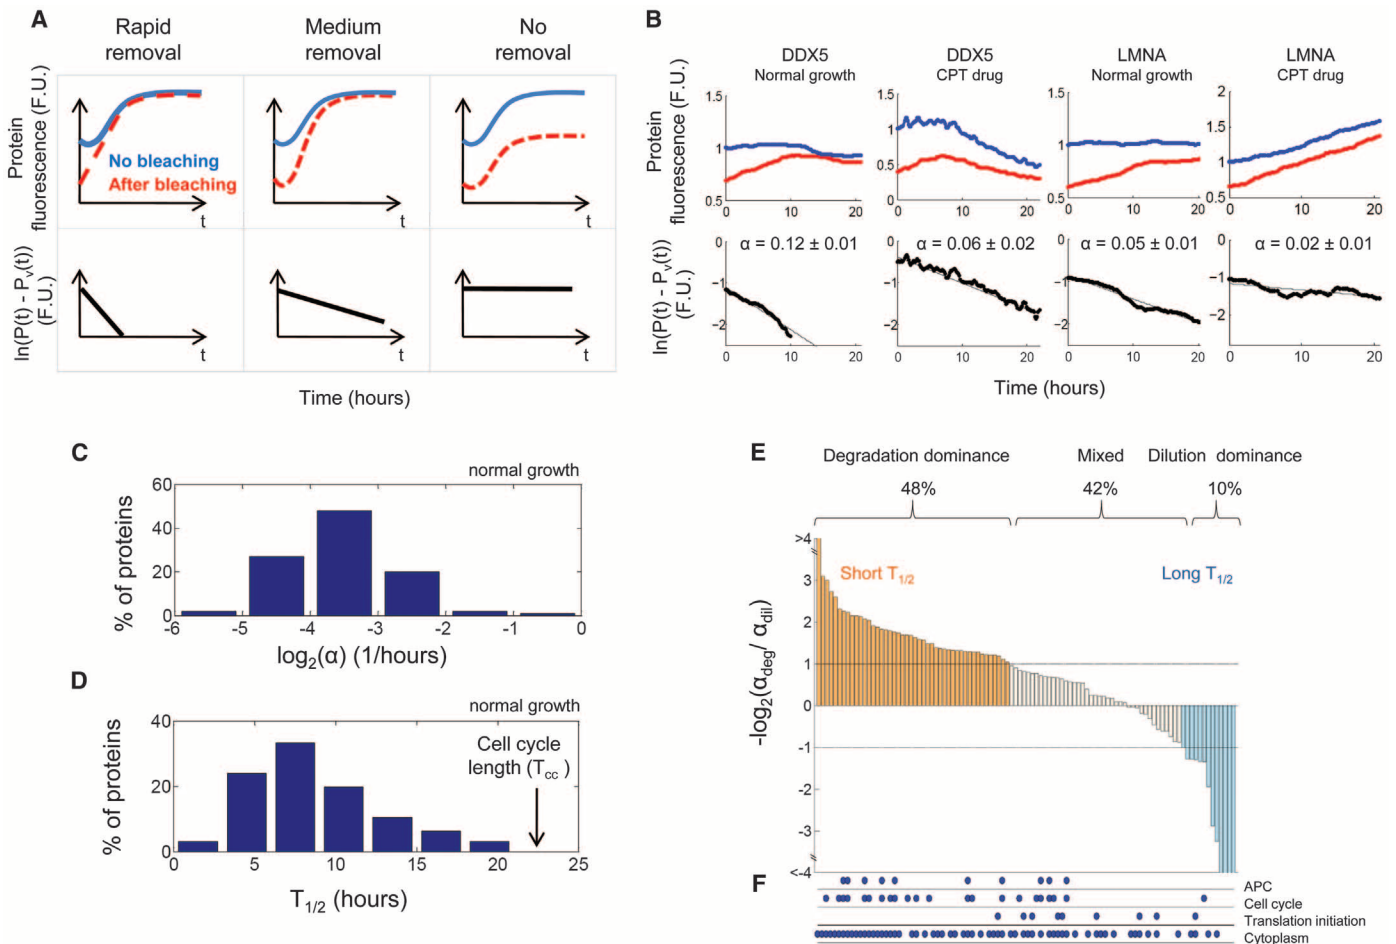 A
Rapid
removal
Medium
removal
No
removal
Protein
fluorescence (F.U.)
No bleaching
After bleaching
t
t
t
ln(P(t) - Pv(t))
(F.U.)
t
t
t
Time (hours)
B
DDX5
Normal growth
DDX5
CPT drug
LMNA
Normal growth
LMNA
CPT drug
Protein
fluorescence (F.U.)
1.5
1
0.5
0 10 20
1.5
1
0.5
0
0 10 20
1.5
1
0.5
0 10 20
2
1.5
1
0.5
0 10 20
ln(P(t) - Pv(t))
(F.U.)
α = 0.12 ± 0.01
α = 0.06 ± 0.02
α = 0.05 ± 0.01
α = 0.02 ± 0.01
0
−1
−2
0 10 20
0
−1
−2
0 10 20
0
−1
−2
0 10 20
0
−1
−2
0 10 20
Time (hours)
C
normal growth
% of proteins
60
40
20
0
-6 -5 -4 -3 -2 -1 0
log2(α) (1/hours)
D
normal growth
% of proteins
40
20
0
Cell cycle
length (Tcc )
0 5 10 15 20 25
T1/2 (hours)
E
Degradation dominance Mixed Dilution dominance
48% 42% 10%
-log2(αdeg/ αdil)
>4
3
2
1
0
-1
-2
-3
<-4
Short T1/2
Long T1/2
F
APC
Cell cycle
Translation initiation
Cytoplasm